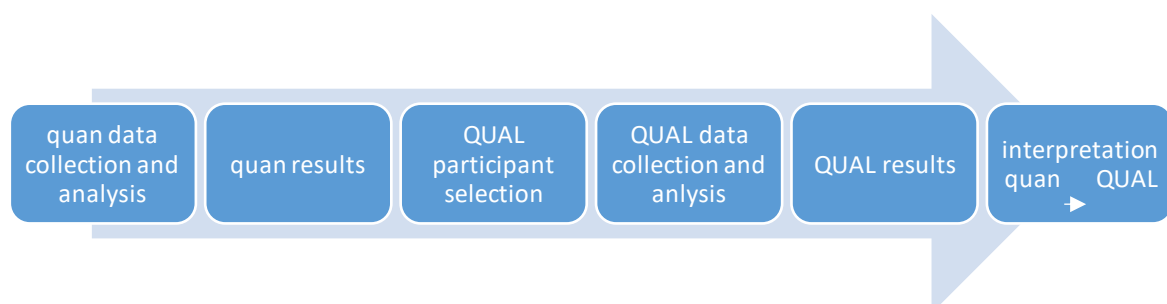 quan data
collection and
analysis
quan results
QUAL
participant
selection
QUAL data
collection and
anlysis
QUAL results
interpretation
quan QUAL